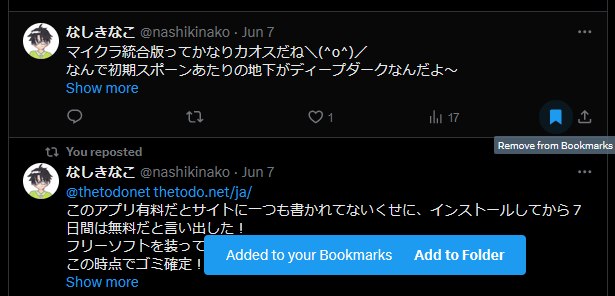 なしきなこ @nashikinako · Jun 7
マイクラ統合版ってかなりカオスだね＼(^o^)／
なんで初期スポーンあたりの地下がディープダークなんだよ～
Show more
1 17
Remove from Bookmarks
You reposted
なしきなこ @nashikinako · Jun 7
@thetodonet thetodo.net/ja/
このアプリ有料だとサイトに一つも書かれてないくせに、インストールしてから７
日間は無料だと言い出した！
フリーソフトを装って
この時点でゴミ確定！
Added to your Bookmarks Add to Folder
Show more